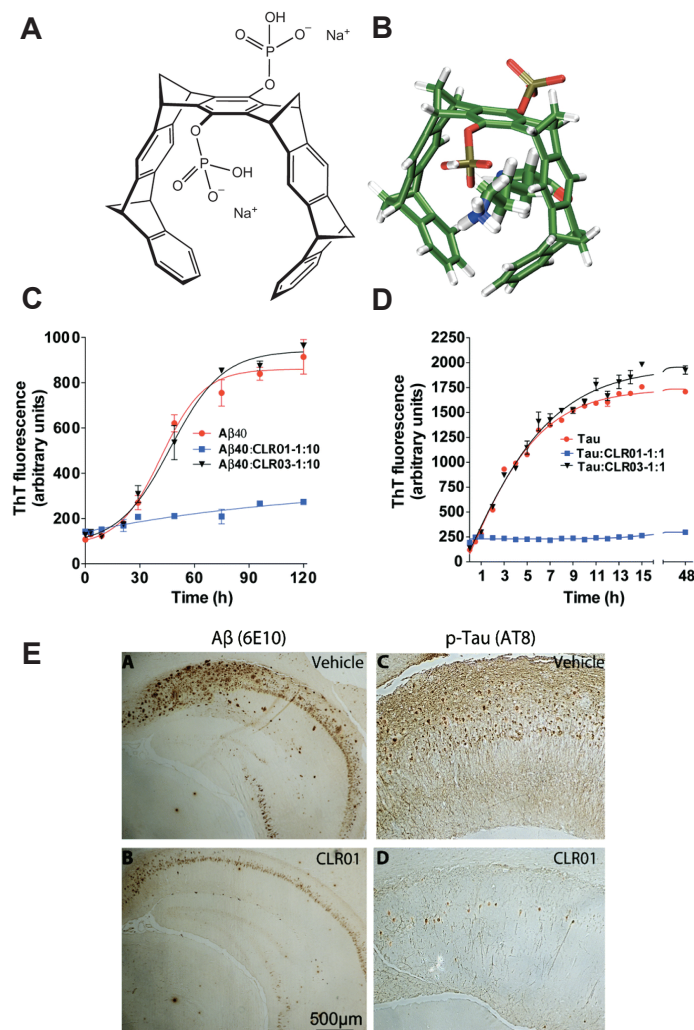 A
OH
O
P
O⁻
Na⁺
O
O
P
OH
O
O⁻
Na⁺
B
C
ThT fluorescence
(arbitrary units)
1000
800
600
400
200
0
0
30
60
90
120
Time (h)
Aβ40
Aβ40:CLR01-1:10
Aβ40:CLR03-1:10
D
ThT fluorescence
(arbitrary units)
2250
2000
1750
1500
1250
1000
750
500
250
0
1
3
5
7
9
11
13
15
48
Time (h)
Tau
Tau:CLR01-1:1
Tau:CLR03-1:1
E
Aβ (6E10)
p-Tau (AT8)
A
Vehicle
C
Vehicle
B
CLR01
500µm
D
CLR01